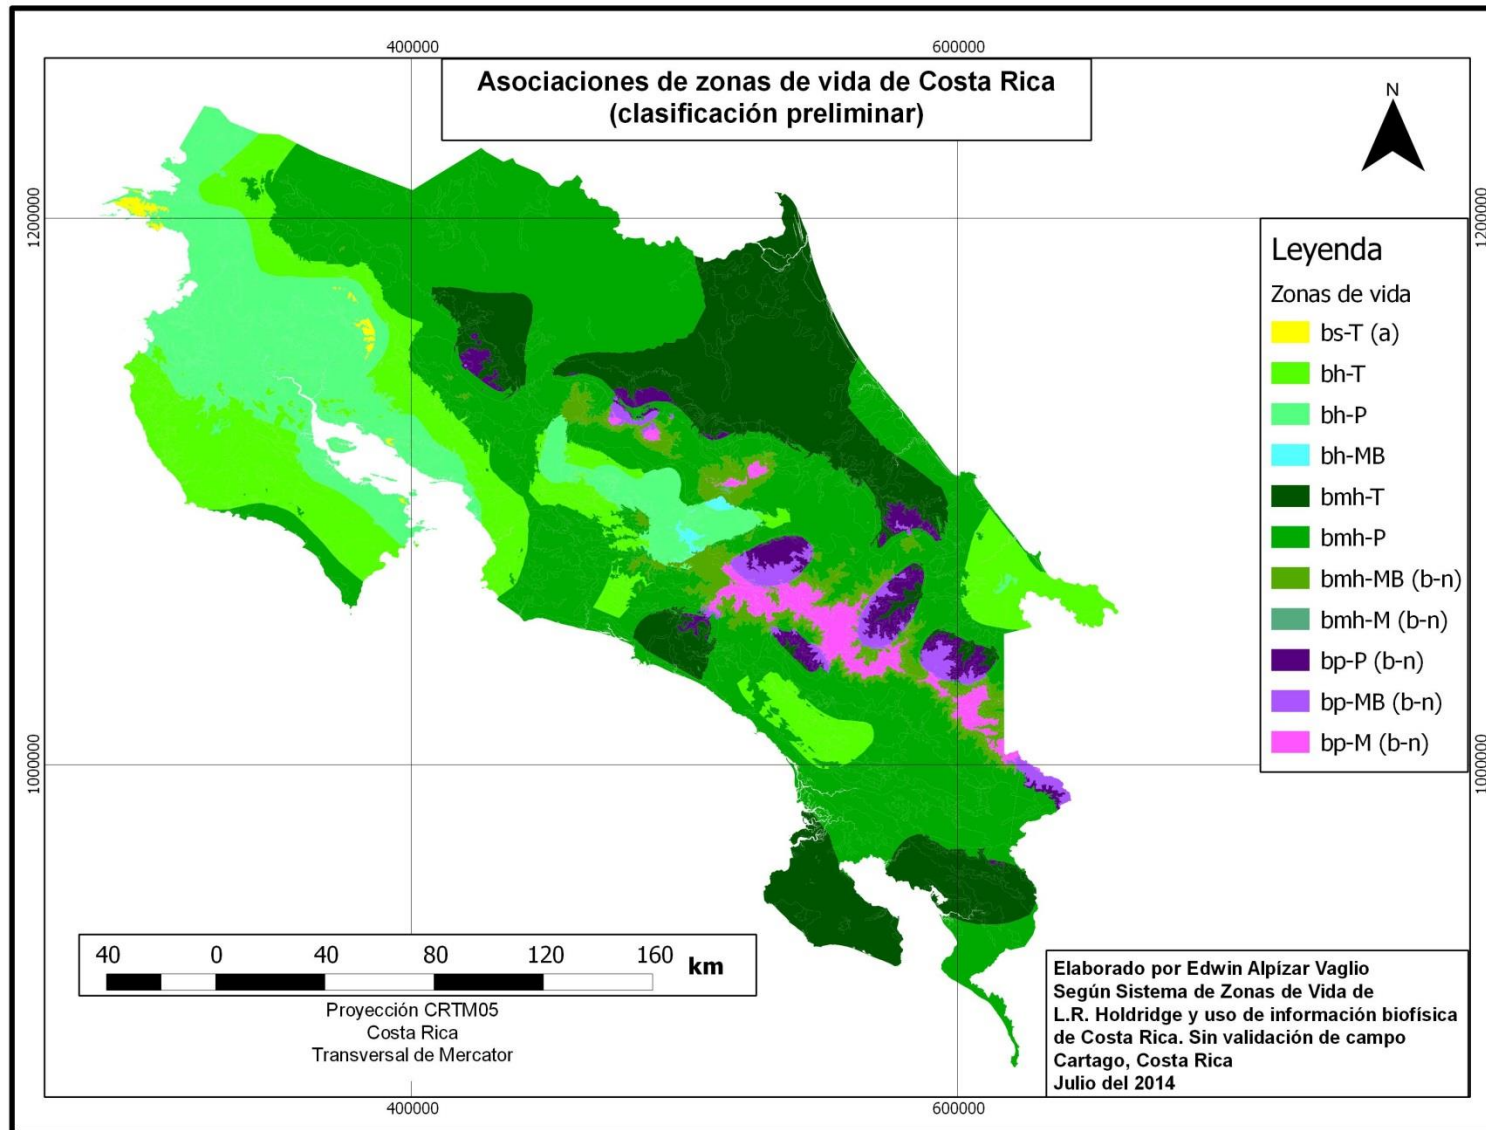 400000
600000
Asociaciones de zonas de vida de Costa Rica
(clasificación preliminar)
N
1200000
1200000
Leyenda
Zonas de vida
bs-T (a)
bh-T
bh-P
bh-MB
bmh-T
bmh-P
bmh-MB (b-n)
bmh-M (b-n)
bp-P (b-n)
bp-MB (b-n)
bp-M (b-n)
1000000
1000000
40 0 40 80 120 160 km
Proyección CRTM05
Costa Rica
Transversal de Mercator
Elaborado por Edwin Alpízar Vaglio
Según Sistema de Zonas de Vida de
L.R. Holdridge y uso de información biofísica
de Costa Rica. Sin validación de campo
Cartago, Costa Rica
Julio del 2014
400000
600000